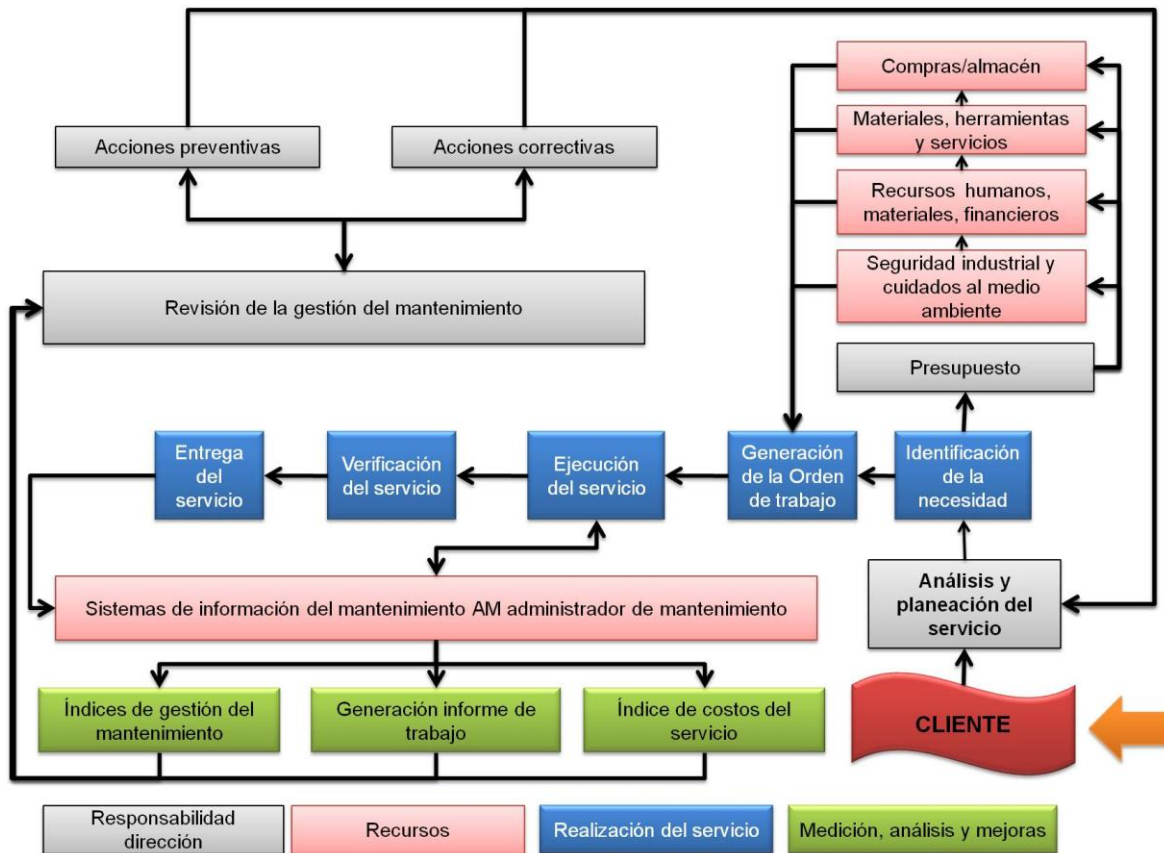 Compras/almacén
Materiales, herramientas
y servicios
Acciones preventivas
Acciones correctivas
Recursos humanos,
materiales, financieros
Seguridad industrial y
cuidados al medio
ambiente
Revisión de la gestión del mantenimiento
Presupuesto
Entrega
del
servicio
Verificación
del servicio
Ejecución
del servicio
Generación
de la Orden
de trabajo
Identificación
de la
necesidad
Análisis y
planeación del
servicio
Sistemas de información del mantenimiento AM administrador de mantenimiento
Índices de gestión del
mantenimiento
Generación informe de
trabajo
Índice de costos del
servicio
CLIENTE
Responsabilidad
dirección
Recursos
Realización del servicio
Medición, análisis y mejoras